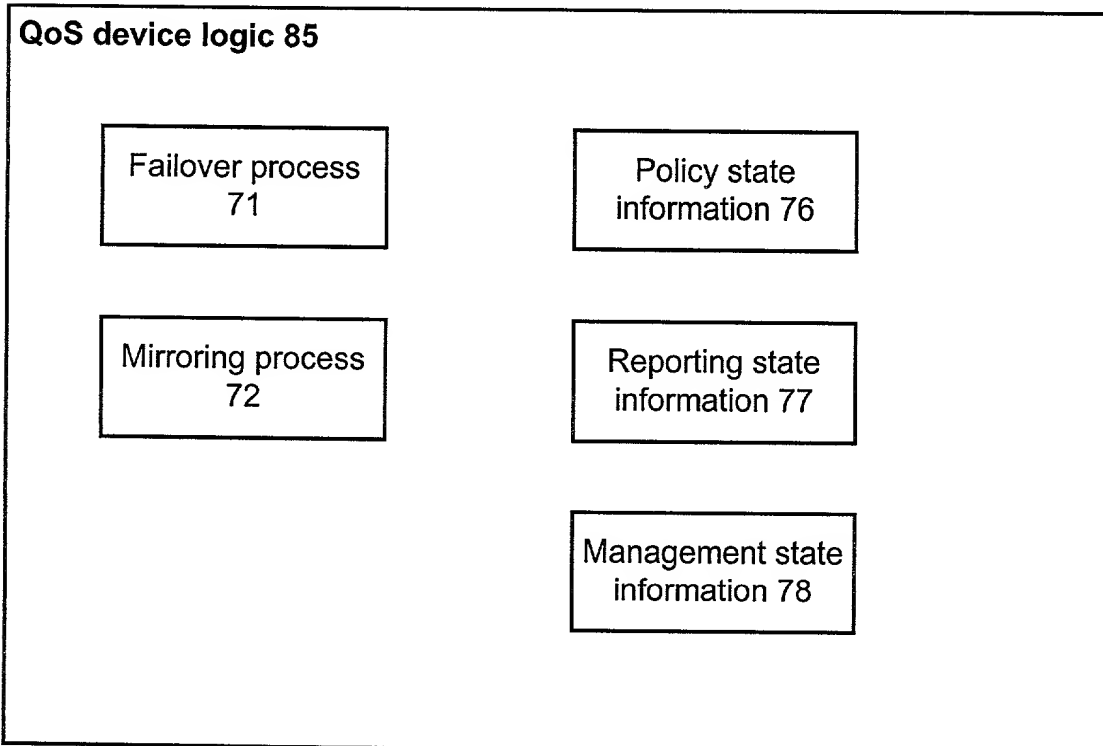 QoS device logic 85
Failover process
71
Policy state
information 76
Mirroring process
72
Reporting state
information 77
Management state
information 78